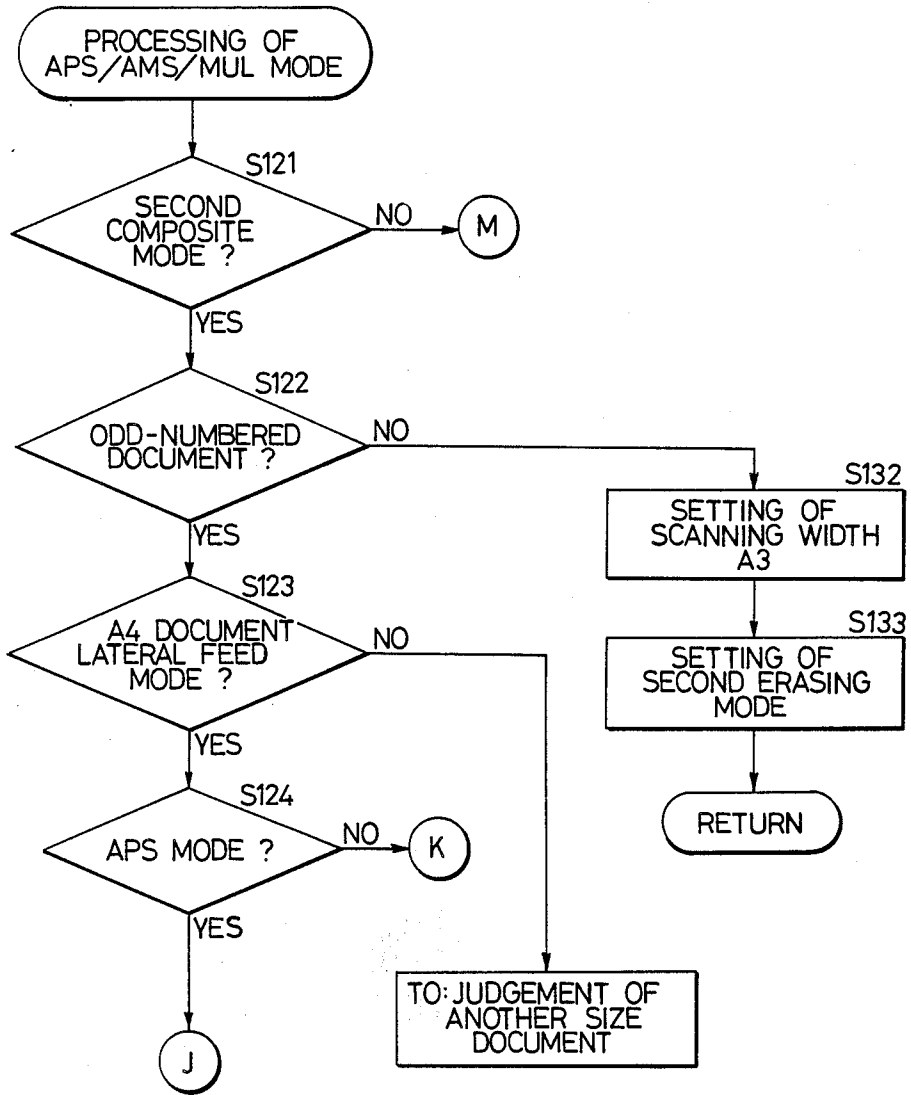 PROCESSING OF
APS/AMS/MUL MODE
S121
SECOND
COMPOSITE
MODE ?
NO
M
YES
S122
ODD-NUMBERED
DOCUMENT ?
NO
YES
S132
SETTING OF
SCANNING WIDTH
A3
S123
A4 DOCUMENT
LATERAL FEED
MODE ?
NO
YES
S133
SETTING OF
SECOND ERASING
MODE
S124
APS MODE ?
NO
K
YES
RETURN
TO: JUDGEMENT OF
ANOTHER SIZE
DOCUMENT
J